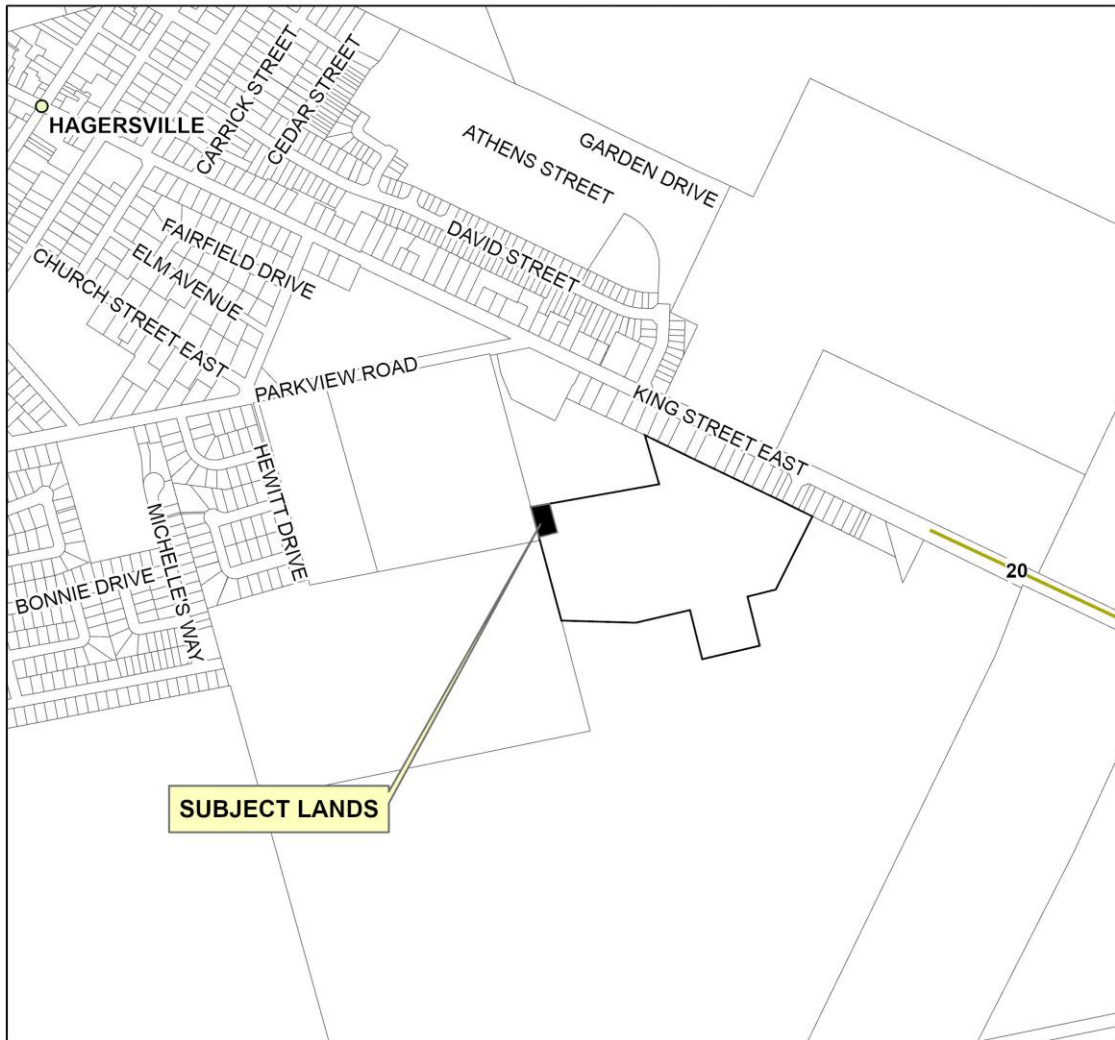 CARRICK STREET
CEDAR STREET
HAGERSVILLE
ATHENS STREET
GARDEN DRIVE
DAVID STREET
FAIRFIELD DRIVE
ELM AVENUE
CHURCH STREET EAST
PARKVIEW ROAD
KING STREET EAST
HEWITT DRIVE
MICHELLE'S WAY
BONNIE DRIVE
20
SUBJECT LANDS